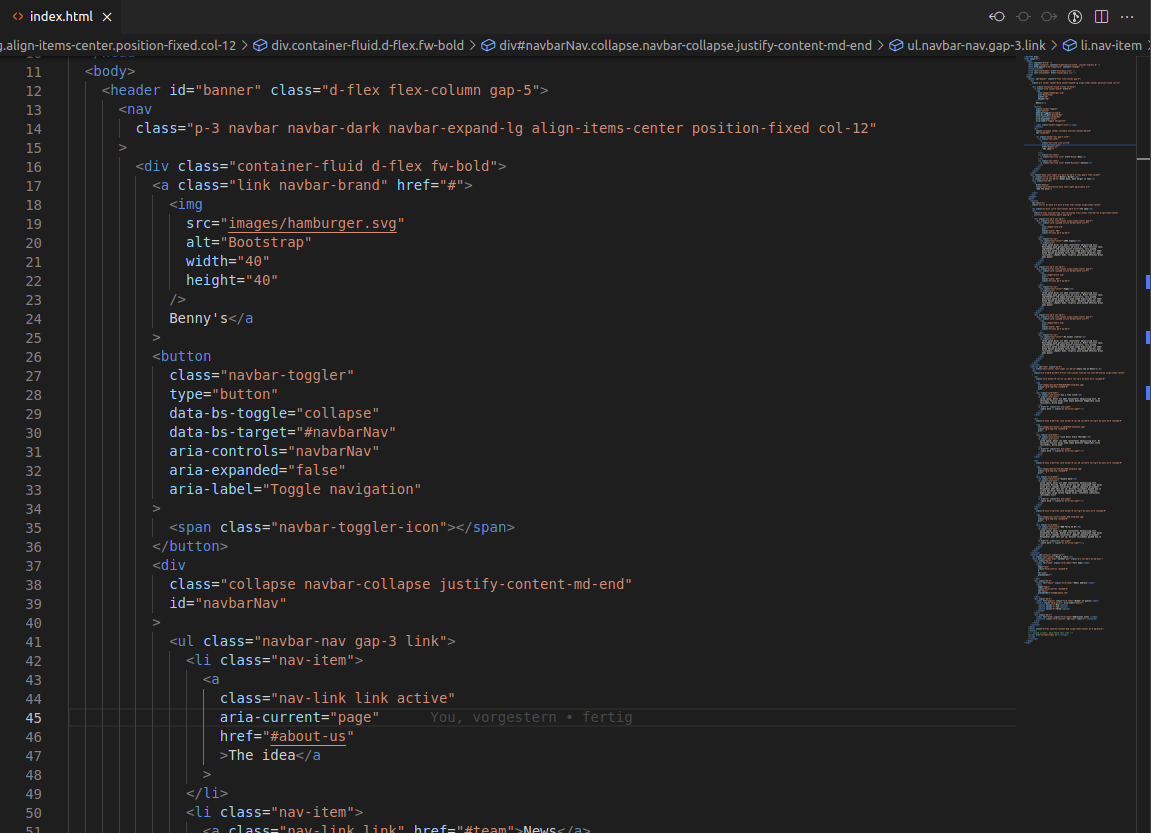 index.html
g.align-items-center.position-fixed.col-12 > div.container-fluid.d-flex.fw-bold > div#navbarNav.collapse.navbar-collapse.justify-content-md-end > ul.navbar-nav.gap-3.link > li.nav-item >
11 <body>
12 <header id="banner" class="d-flex flex-column gap-5">
13 <nav
14 class="p-3 navbar navbar-dark navbar-expand-lg align-items-center position-fixed col-12"
15 >
16 <div class="container-fluid d-flex fw-bold">
17 <a class="link navbar-brand" href="#">
18 <img
19 src="images/hamburger.svg"
20 alt="Bootstrap"
21 width="40"
22 height="40"
23 />
24 Benny's</a
25 >
26 <button
27 class="navbar-toggler"
28 type="button"
29 data-bs-toggle="collapse"
30 data-bs-target="#navbarNav"
31 aria-controls="navbarNav"
32 aria-expanded="false"
33 aria-label="Toggle navigation"
34 >
35 <span class="navbar-toggler-icon"></span>
36 </button>
37 <div
38 class="collapse navbar-collapse justify-content-md-end"
39 id="navbarNav"
40 >
41 <ul class="navbar-nav gap-3 link">
42 <li class="nav-item">
43 <a
44 class="nav-link link active"
45 aria-current="page" You, vorgestern • fertig
46 href="#about-us"
47 >The idea</a
48 >
49 </li>
50 <li class="nav-item">
51 <a class="nav-link link" href="#team">News</a>